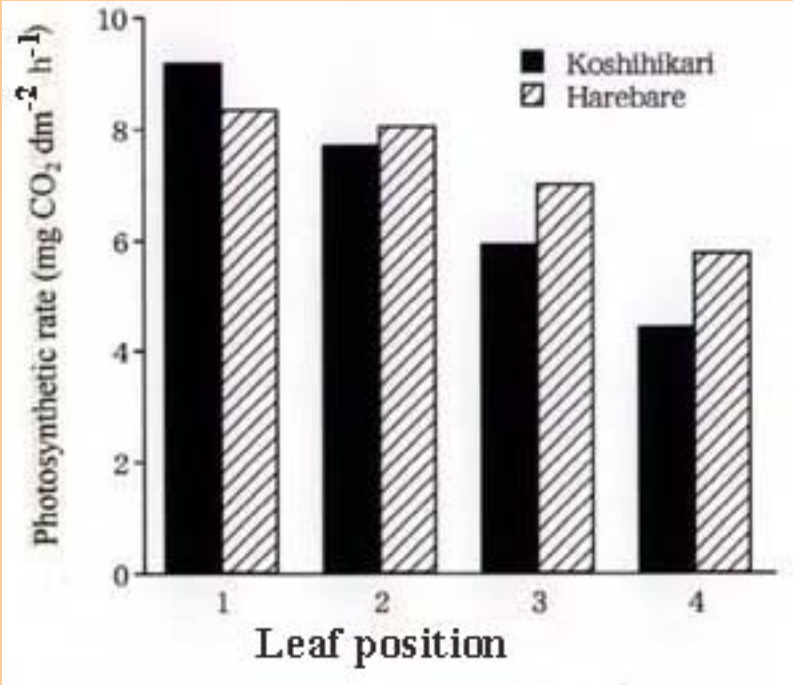 Photosynthetic rate (mg CO₂ dm⁻² h⁻¹)
10
8
6
4
2
0
Koshihikari
Harebare
1 2 3 4
Leaf position